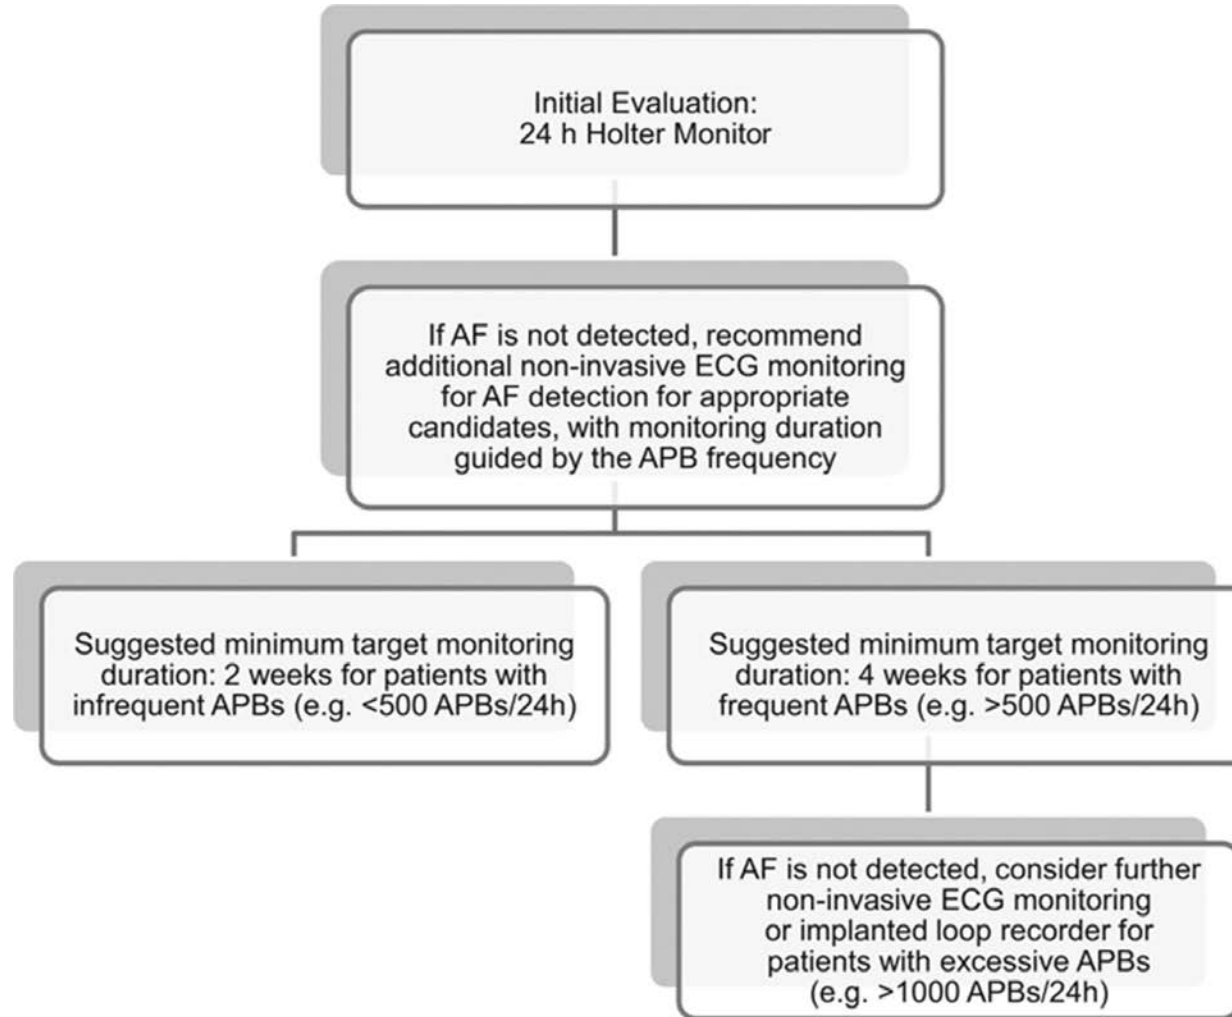 Initial Evaluation:
24 h Holter Monitor
If AF is not detected, recommend
additional non-invasive ECG monitoring
for AF detection for appropriate
candidates, with monitoring duration
guided by the APB frequency
Suggested minimum target monitoring
duration: 2 weeks for patients with
infrequent APBs (e.g. <500 APBs/24h)
Suggested minimum target monitoring
duration: 4 weeks for patients with
frequent APBs (e.g. >500 APBs/24h)
If AF is not detected, consider further
non-invasive ECG monitoring
or implanted loop recorder for
patients with excessive APBs
(e.g. >1000 APBs/24h)